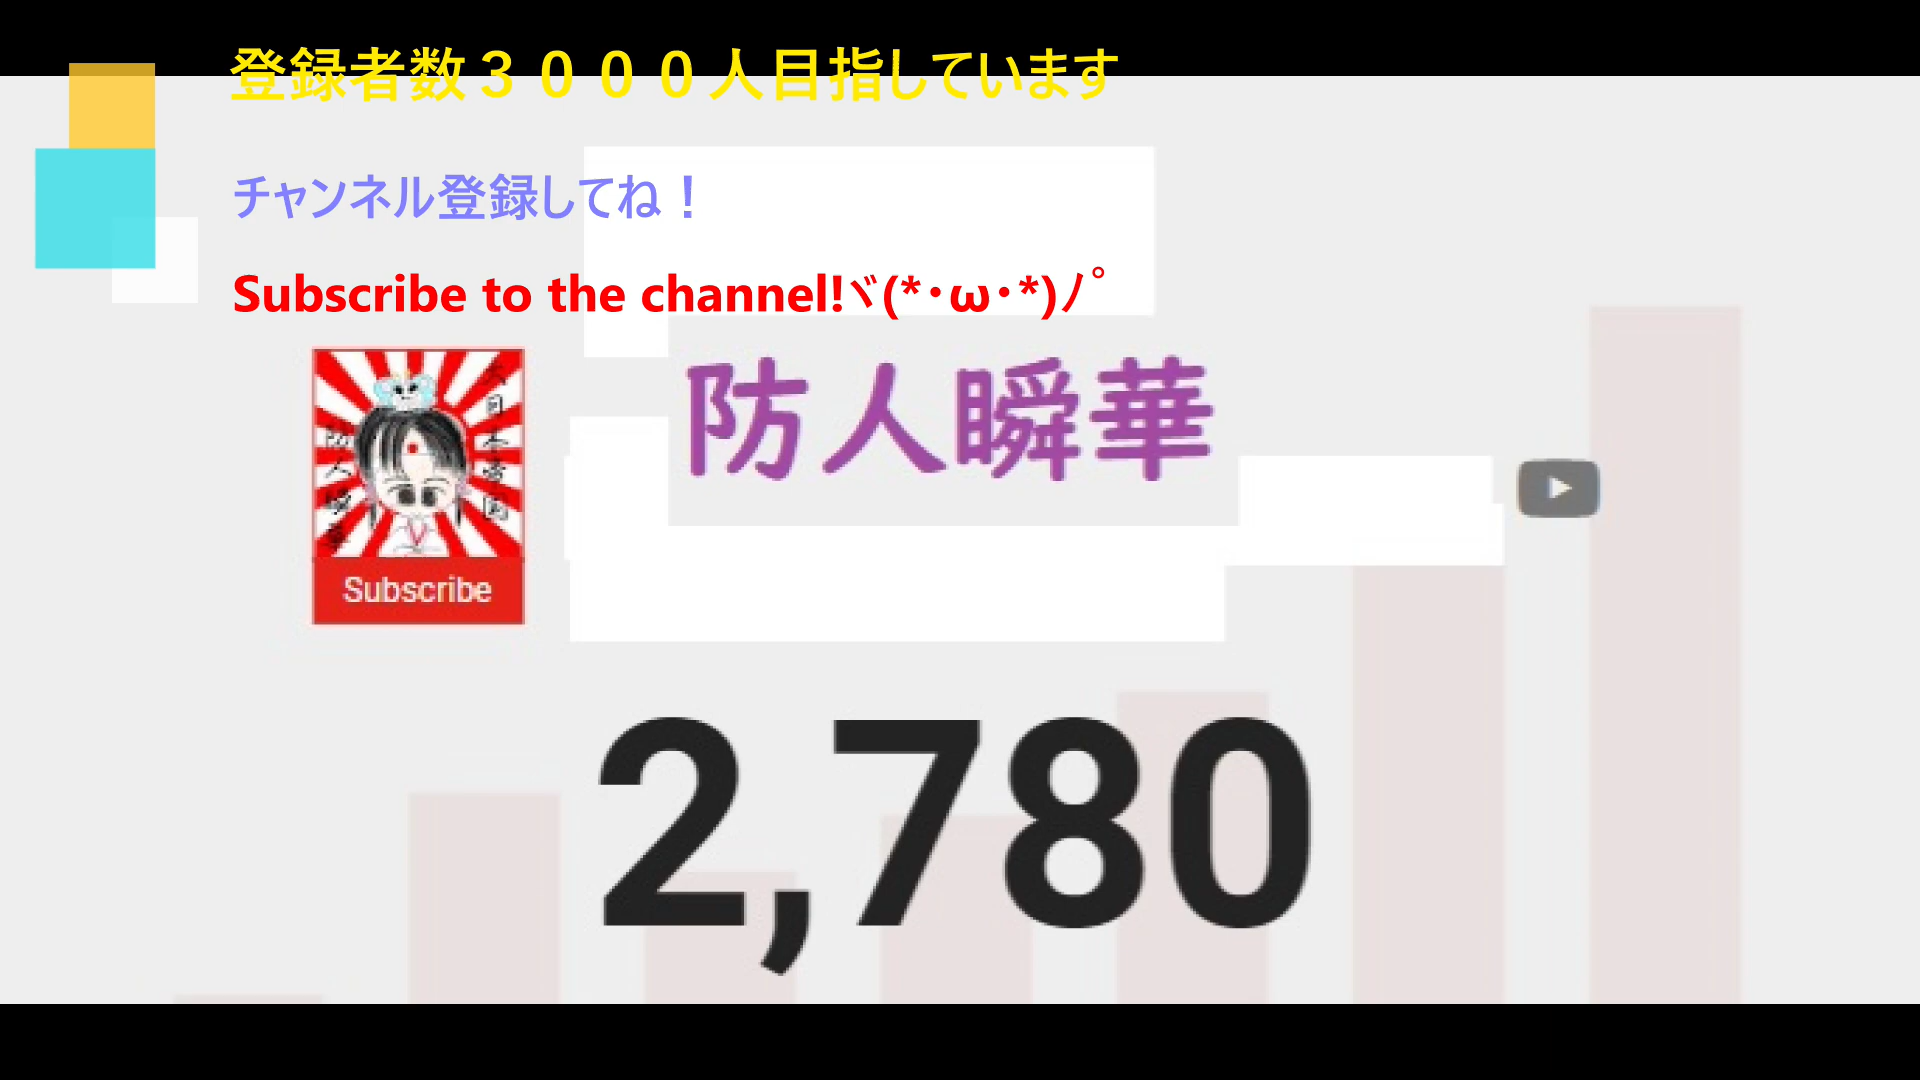 登録者数３０００人目指しています
チャンネル登録してね！
Subscribe to the channel!ヾ(*･ω･*)ﾉﾟ
防人瞬華
Subscribe
2,780